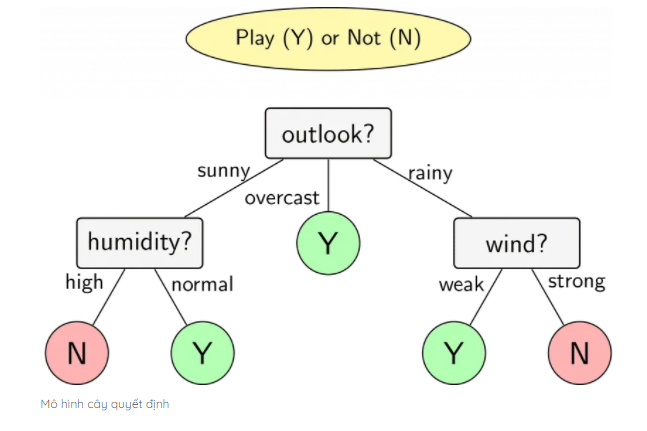 Play (Y) or Not (N)
outlook?
sunny
overcast
rainy
humidity?
Y
wind?
high
normal
weak
strong
N
Y
Y
N
Mô hình cây quyết định